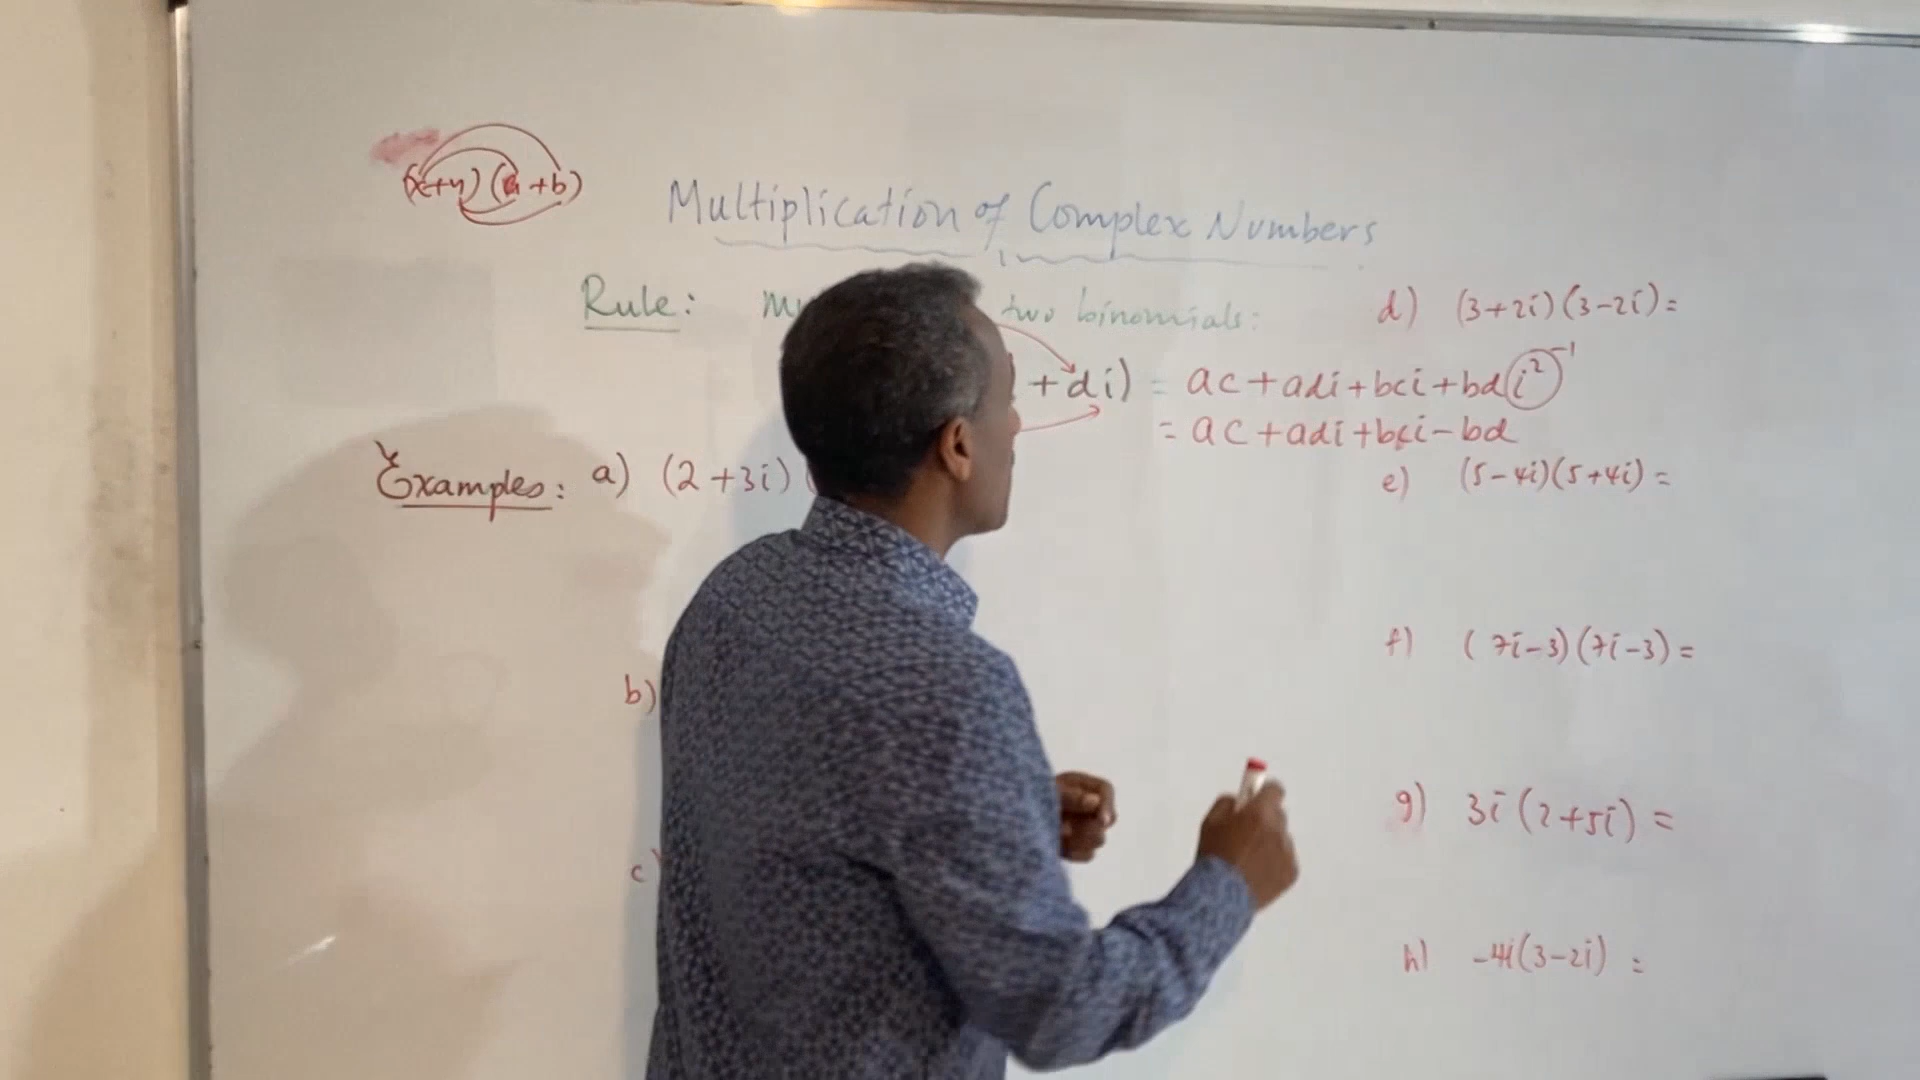 (x+y)(a+b)
Multiplication of Complex Numbers
Rule: two binomials:
+di) = ac+adi+bci+bd(i²)⁻¹
= ac+adi+bci-bd
Examples: a) (2+3i)
b)
c)
d) (3+2i)(3-2i)=
e) (5-4i)(5+4i)=
f) (7i-3)(7i-3)=
g) 3i(2+5i)=
h) -4i(3-2i) =